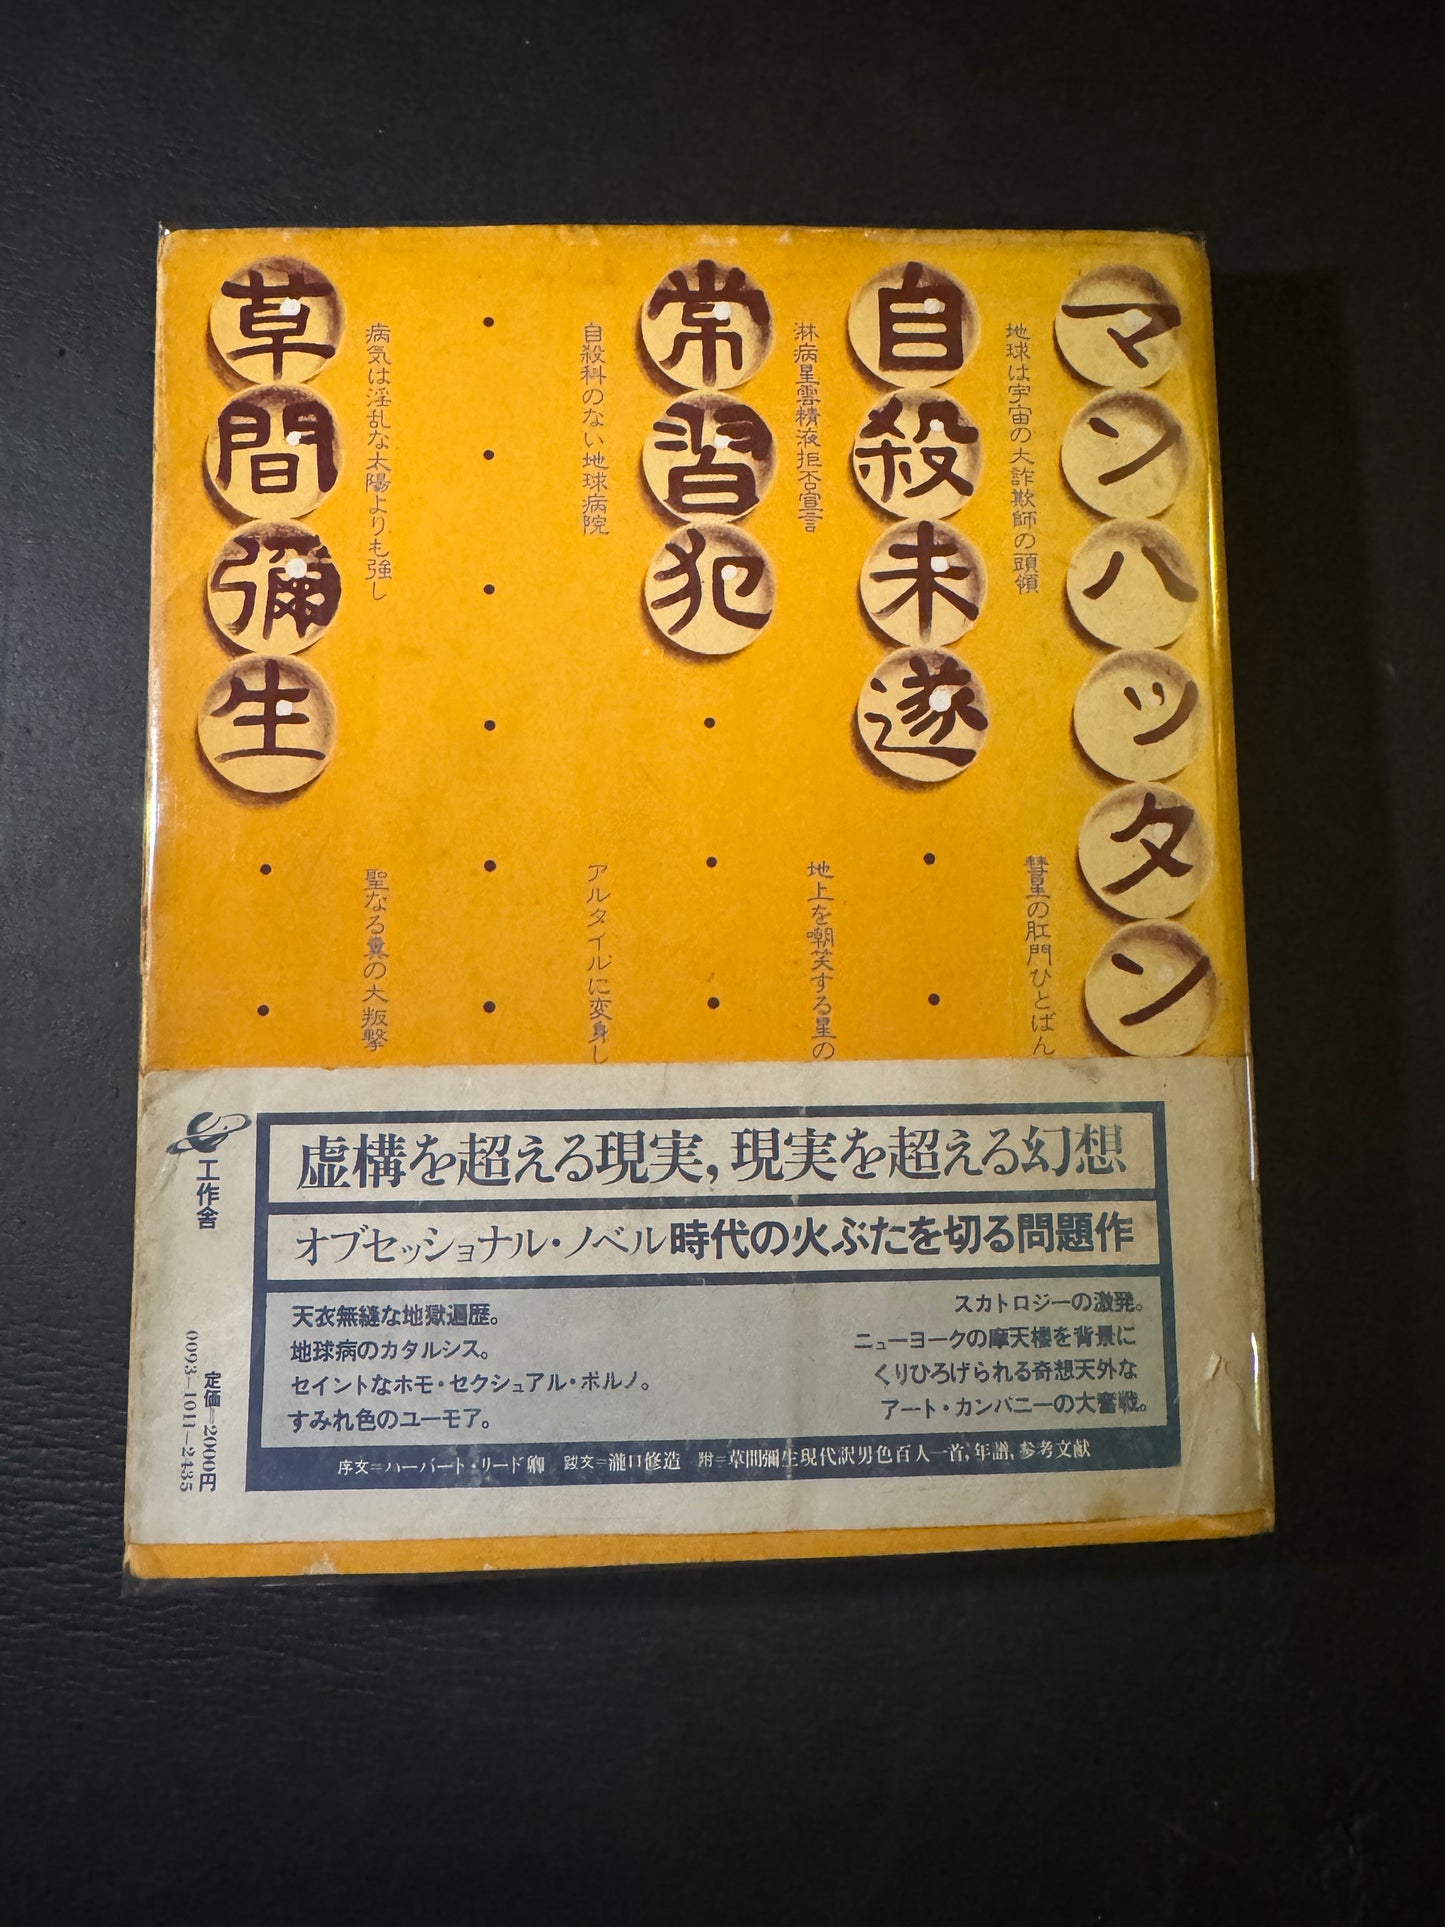 マンハッタン
地球は宇宙の大詐欺師の頭領
彗星の肛門ひとばん
自殺未遂
淋病星雲精液拒否宣言
地上を嘲笑する星の
常習犯
自殺科のない地球病院
アルタイルに変身し
病気は淫乱な太陽よりも強し
聖なる糞の大叛撃
草間彌生
工作舎
定価=2000円
0093-1011-2435
虚構を超える現実,現実を超える幻想
オブセッショナル・ノベル時代の火ぶたを切る問題作
天衣無縫な地獄遍歴。
地球病のカタルシス。
セイントなホモ・セクシュアル・ポルノ。
すみれ色のユーモア。
スカトロジーの激発。
ニューヨークの摩天楼を背景に
くりひろげられる奇想天外な
アート・カンパニーの大奮戦。
序文=ハーバート・リード卿 跋文=瀧口修造 附=草間彌生現代訳男色百人一首,年譜,参考文献